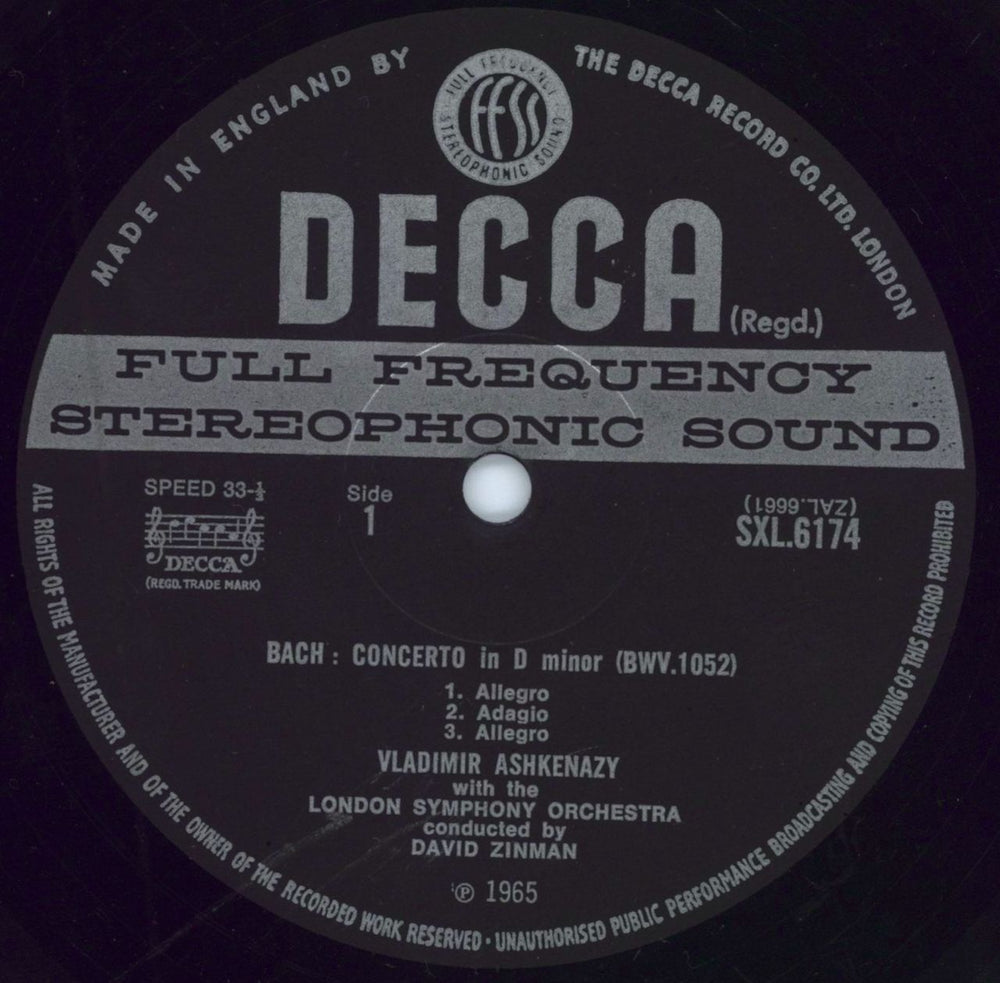 MADE IN ENGLAND BY
THE DECCA RECORD CO. LTD. LONDON
FULL FREQUENCY
STEREOPHONIC SOUND
FFSS
DECCA
(Regd.)
FULL FREQUENCY
STEREOPHONIC SOUND
SPEED 33-⅓
DECCA
(REGD. TRADE MARK)
Side
1
(ZAL.6661)
SXL.6174
BACH : CONCERTO in D minor (BWV.1052)
1. Allegro
2. Adagio
3. Allegro
VLADIMIR ASHKENAZY
with the
LONDON SYMPHONY ORCHESTRA
conducted by
DAVID ZINMAN
℗ 1965
ALL RIGHTS OF THE MANUFACTURER AND OF THE OWNER OF THE RECORDED WORK RESERVED · UNAUTHORISED PUBLIC PERFORMANCE BROADCASTING AND COPYING OF THIS RECORD PROHIBITED